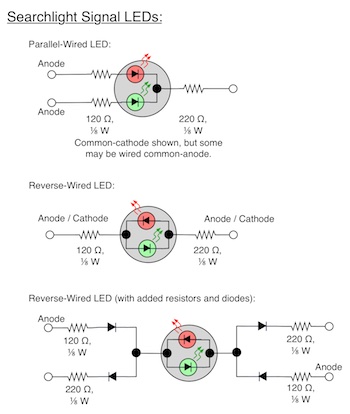 Searchlight Signal LEDs:
Parallel-Wired LED:
Anode
Anode
120 Ω,
⅛ W
220 Ω,
⅛ W
Common-cathode shown, but some
may be wired common-anode.
Reverse-Wired LED:
Anode / Cathode
Anode / Cathode
120 Ω,
⅛ W
220 Ω,
⅛ W
Reverse-Wired LED (with added resistors and diodes):
Anode
120 Ω,
⅛ W
220 Ω,
⅛ W
220 Ω,
⅛ W
Anode
120 Ω,
⅛ W